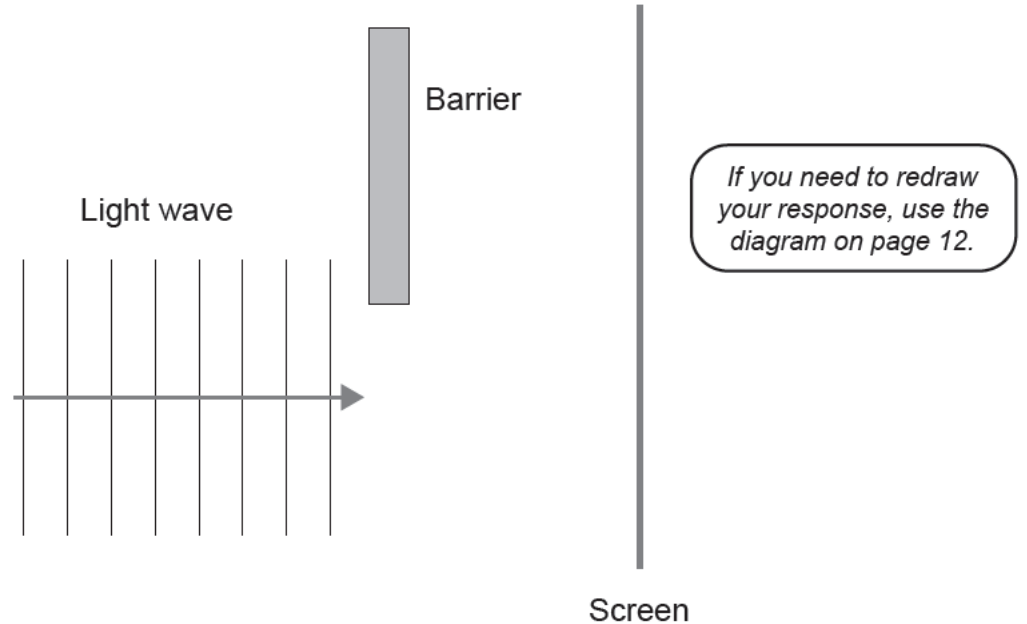 Barrier
Light wave
If you need to redraw
your response, use the
diagram on page 12.
Screen